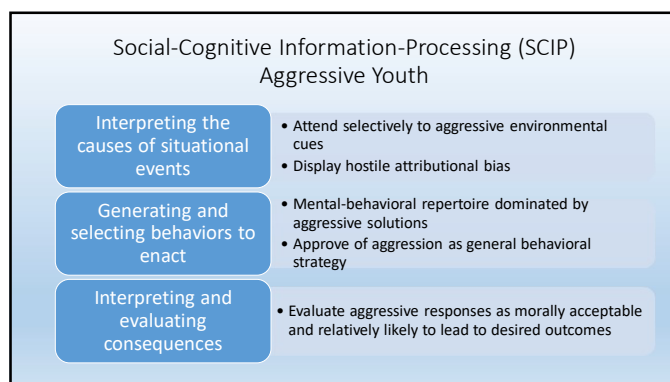 Social-Cognitive Information-Processing (SCIP)
Aggressive Youth
Interpreting the
causes of situational
events
• Attend selectively to aggressive environmental
cues
• Display hostile attributional bias
Generating and
selecting behaviors to
enact
• Mental-behavioral repertoire dominated by
aggressive solutions
• Approve of aggression as general behavioral
strategy
Interpreting and
evaluating
consequences
• Evaluate aggressive responses as morally acceptable
and relatively likely to lead to desired outcomes